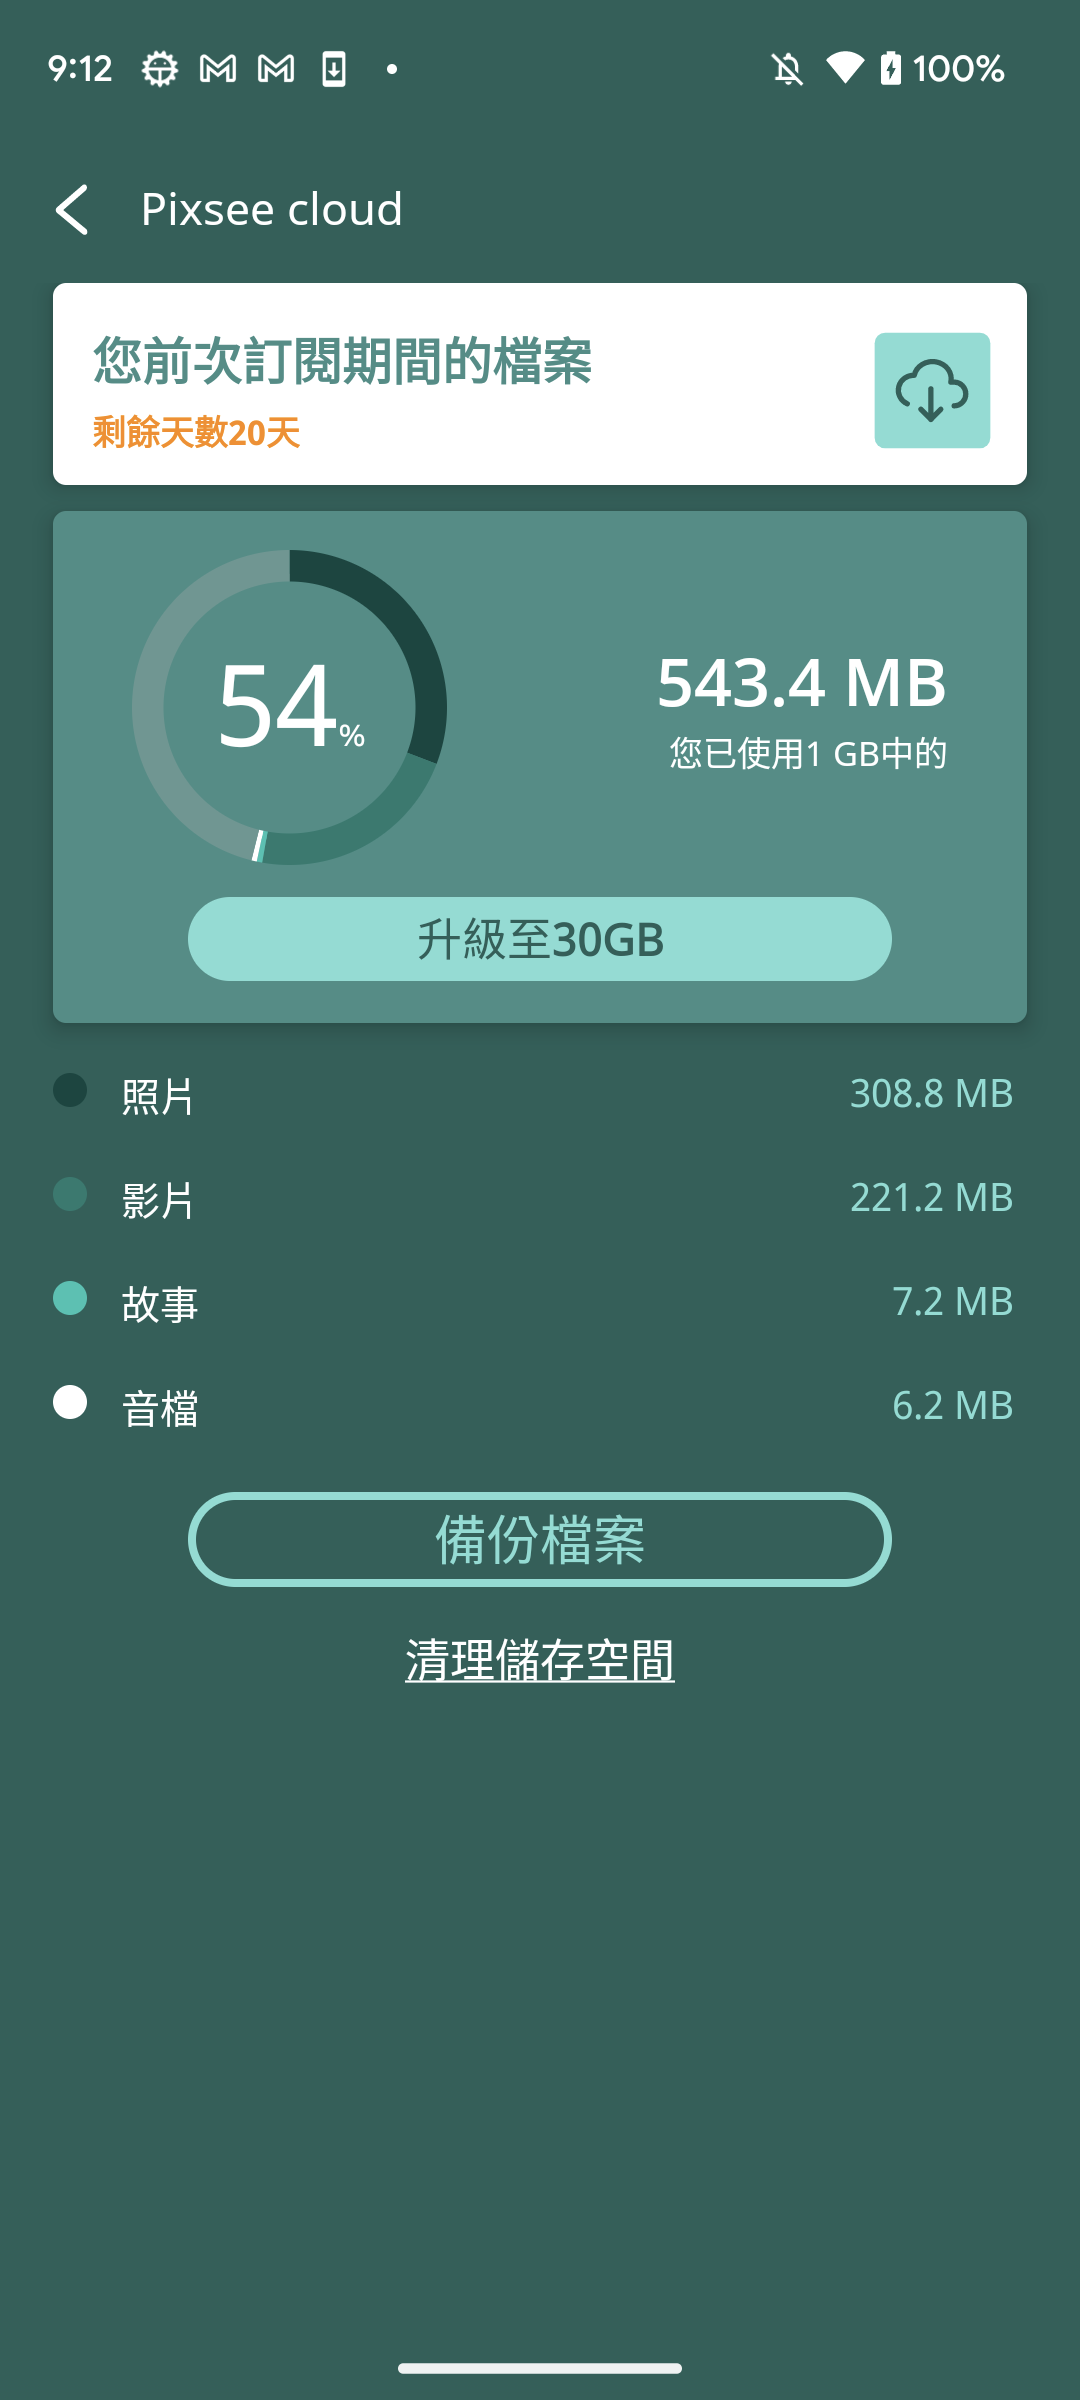 9:12
100%
Pixsee cloud
您前次訂閱期間的檔案
剩餘天數20天
54%
543.4 MB
您已使用1 GB中的
升級至30GB
照片 308.8 MB
影片 221.2 MB
故事 7.2 MB
音檔 6.2 MB
備份檔案
清理儲存空間